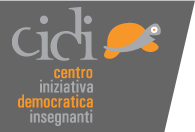 cidi
centro
iniziativa
democratica
insegnanti